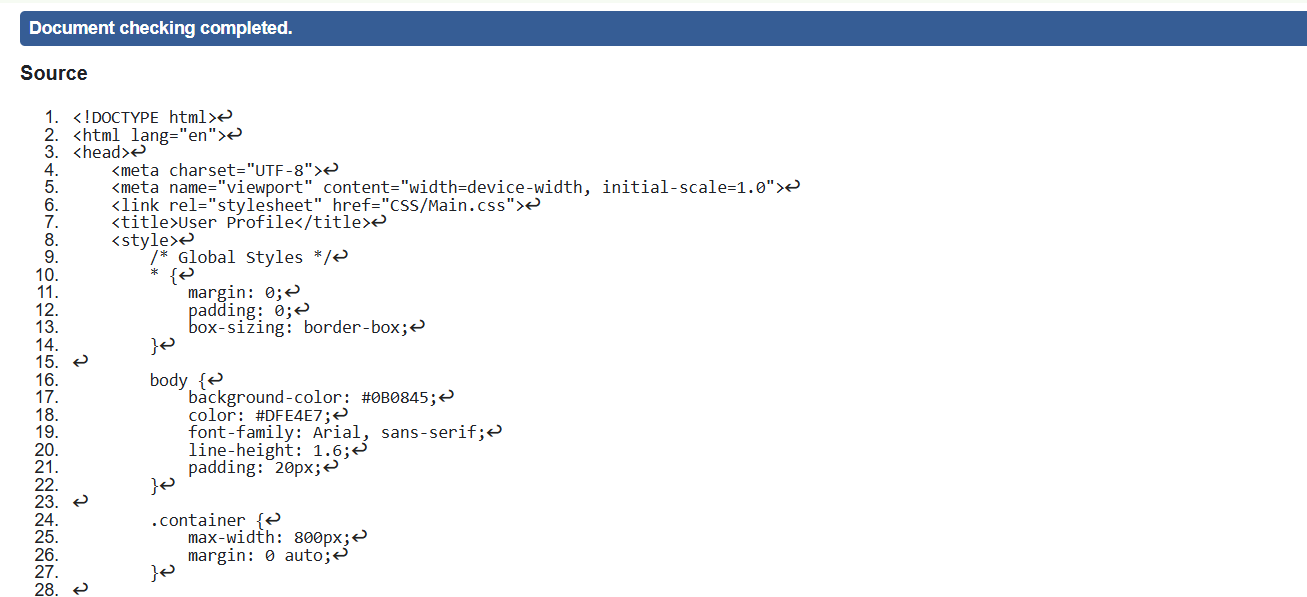 Document checking completed.
Source
1. <!DOCTYPE html>↩
2. <html lang="en">↩
3. <head>↩
4.     <meta charset="UTF-8">↩
5.     <meta name="viewport" content="width=device-width, initial-scale=1.0">↩
6.     <link rel="stylesheet" href="CSS/Main.css">↩
7.     <title>User Profile</title>↩
8.     <style>↩
9.         /* Global Styles */↩
10.         * {↩
11.             margin: 0;↩
12.             padding: 0;↩
13.             box-sizing: border-box;↩
14.         }↩
15. ↩
16.         body {↩
17.             background-color: #0B0845;↩
18.             color: #DFE4E7;↩
19.             font-family: Arial, sans-serif;↩
20.             line-height: 1.6;↩
21.             padding: 20px;↩
22.         }↩
23. ↩
24.         .container {↩
25.             max-width: 800px;↩
26.             margin: 0 auto;↩
27.         }↩
28. ↩